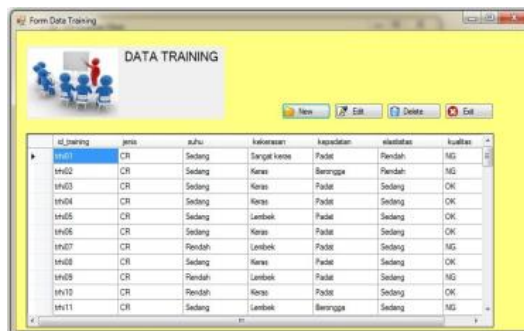 Form Data Training
DATA TRAINING
New Edit Delete Exit
id_training jenis suhu kekerasan kepadatan elastisitas kualitas
trhi01 CR Sedang Sangat keras Padat Rendah NG
trhi02 CR Sedang Keras Berongga Rendah NG
trhi03 CR Sedang Keras Padat Sedang OK
trhi04 CR Sedang Keras Padat Sedang OK
trhi05 CR Sedang Lembek Padat Sedang OK
trhi06 CR Sedang Keras Padat Sedang OK
trhi07 CR Rendah Lembek Padat Sedang NG
trhi08 CR Sedang Keras Padat Sedang OK
trhi09 CR Rendah Lembek Padat Sedang NG
trhi10 CR Rendah Keras Padat Sedang OK
trhi11 CR Sedang Lembek Berongga Sedang NG